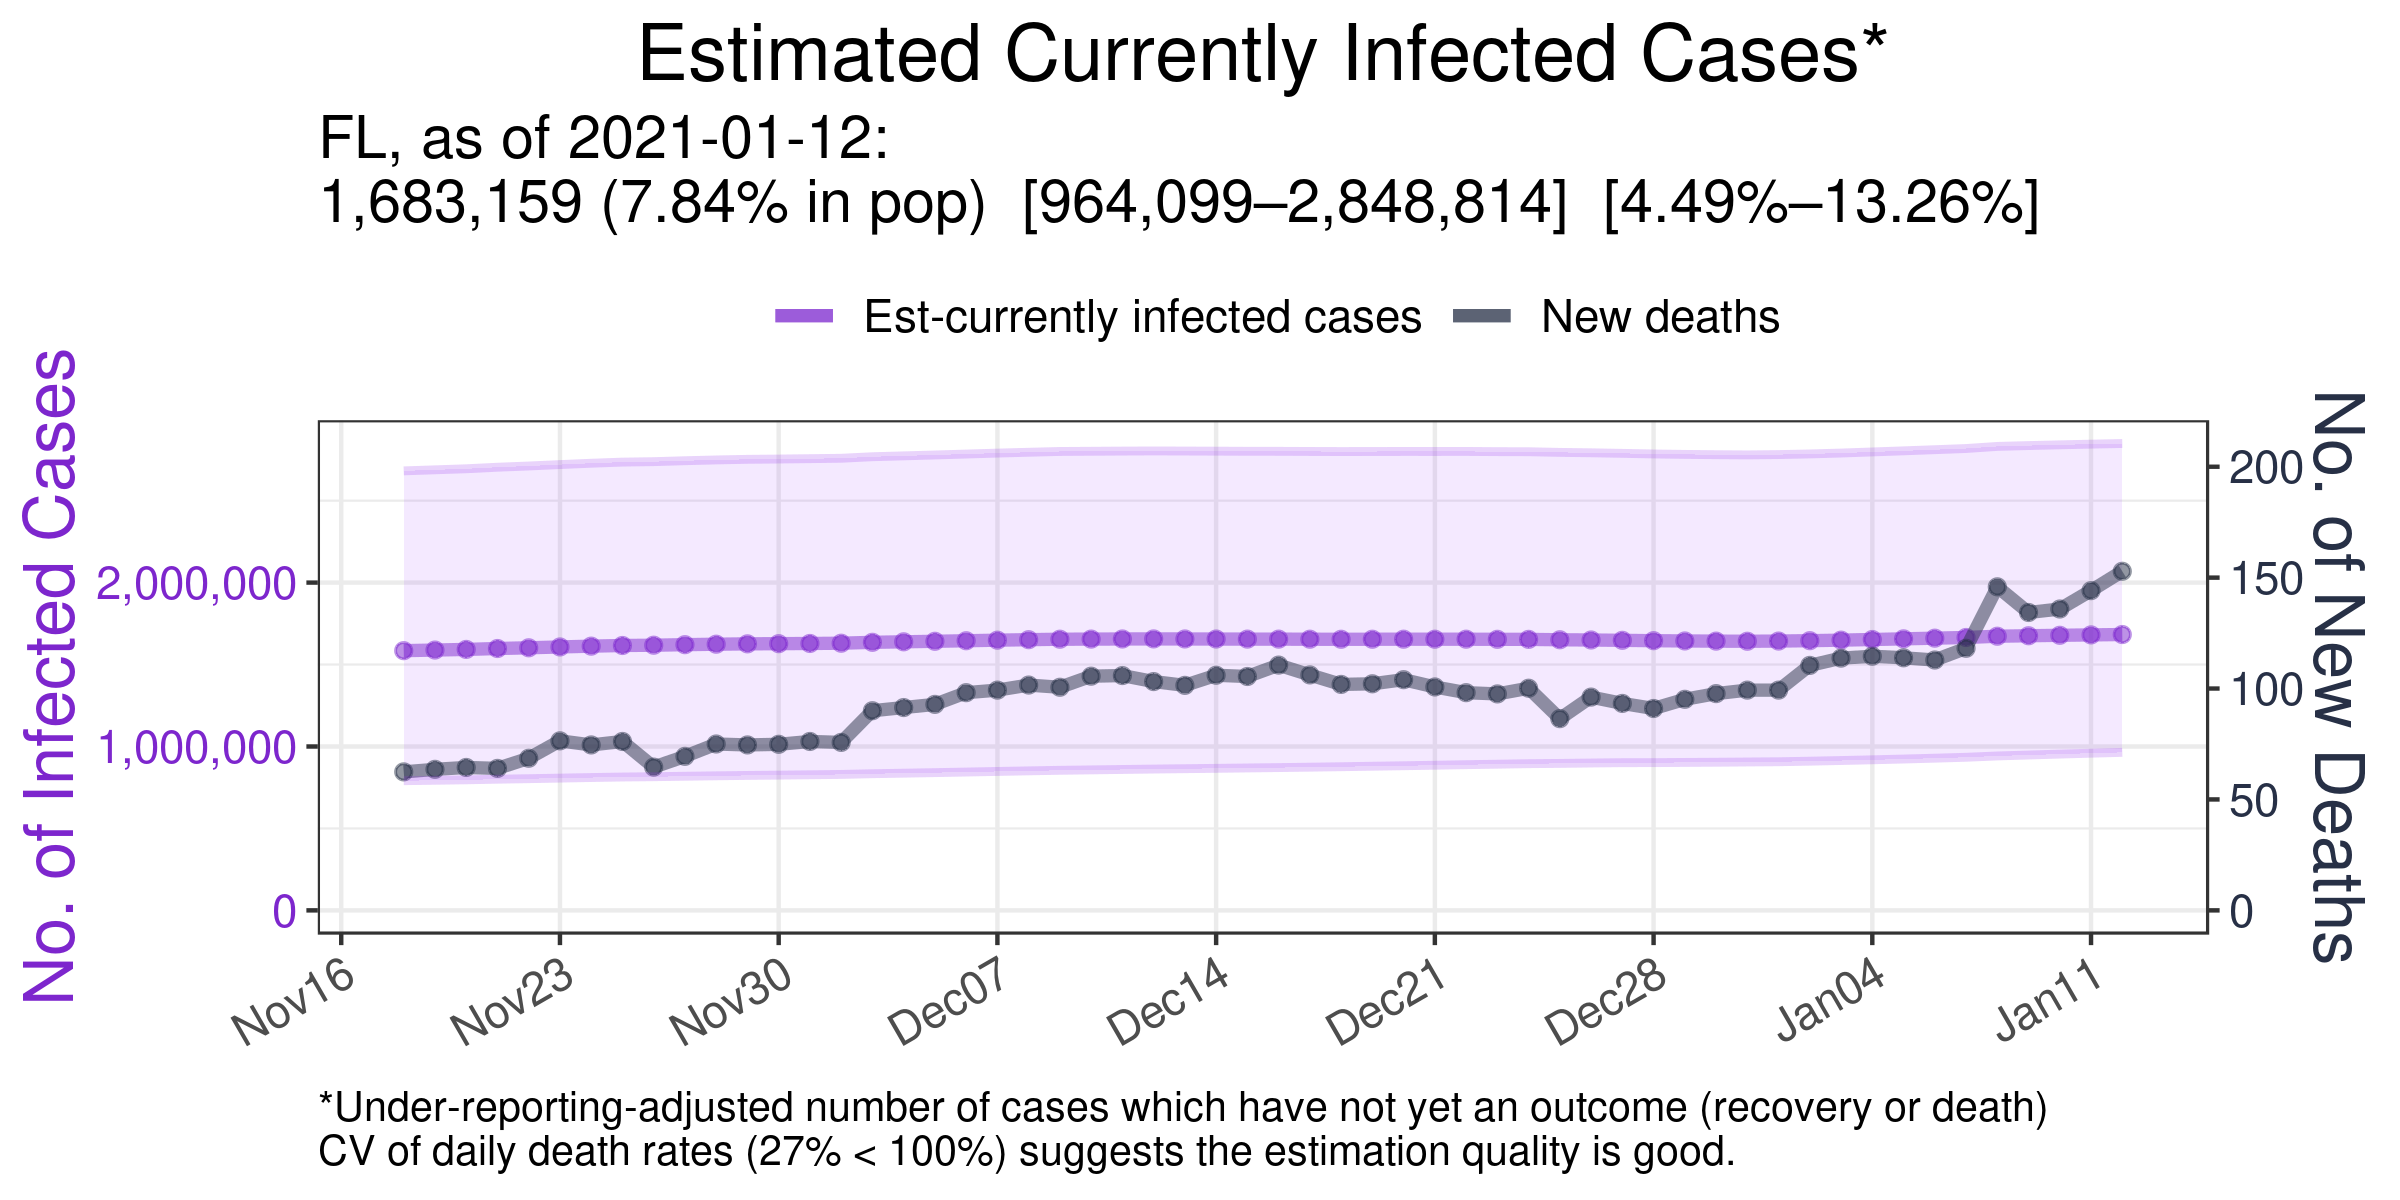 Estimated Currently Infected Cases*
FL, as of 2021-01-12:
1,683,159 (7.84% in pop)  [964,099–2,848,814]  [4.49%–13.26%]
Est-currently infected cases
New deaths
No. of Infected Cases
2,000,000
1,000,000
0
No. of New Deaths
200
150
100
50
0
Nov16
Nov23
Nov30
Dec07
Dec14
Dec21
Dec28
Jan04
Jan11
*Under-reporting-adjusted number of cases which have not yet an outcome (recovery or death)
CV of daily death rates (27% < 100%) suggests the estimation quality is good.